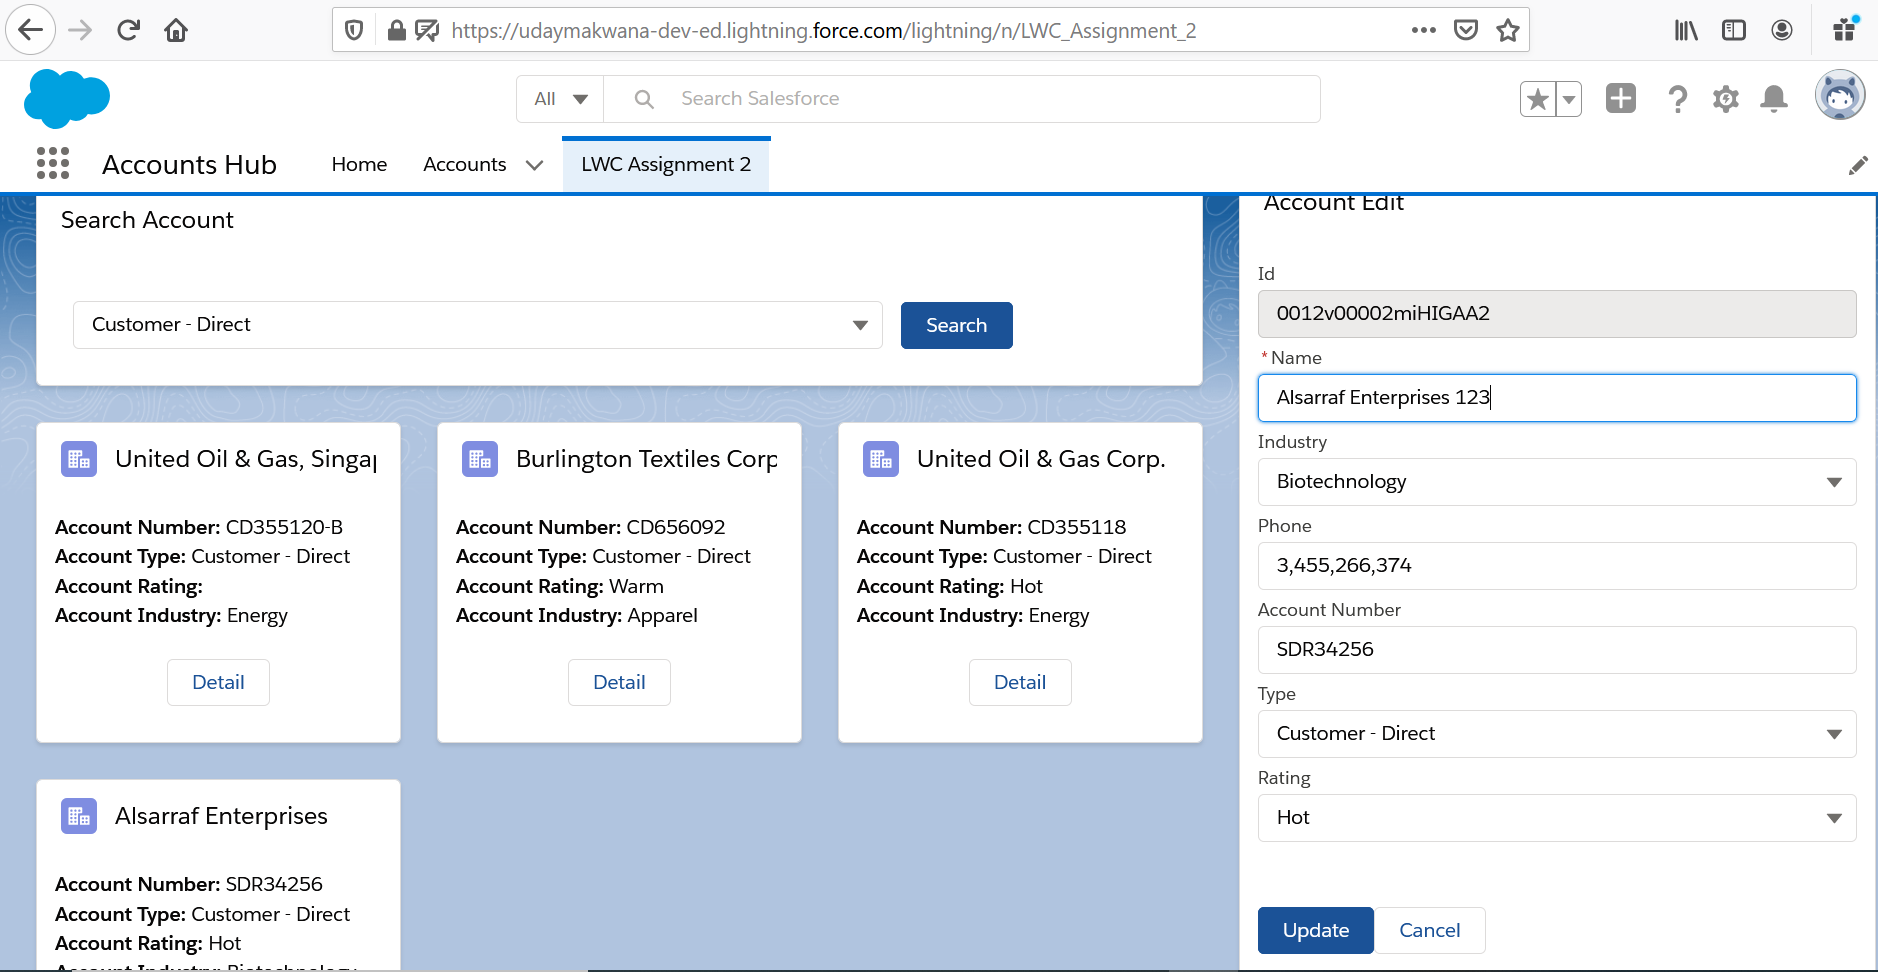 https://udaymakwana-dev-ed.lightning.force.com/lightning/n/LWC_Assignment_2
All
Search Salesforce
Accounts Hub
Home
Accounts
LWC Assignment 2
Search Account
Customer - Direct
Search
United Oil & Gas, Singap
Account Number: CD355120-B
Account Type: Customer - Direct
Account Rating:
Account Industry: Energy
Detail
Burlington Textiles Corp
Account Number: CD656092
Account Type: Customer - Direct
Account Rating: Warm
Account Industry: Apparel
Detail
United Oil & Gas Corp.
Account Number: CD355118
Account Type: Customer - Direct
Account Rating: Hot
Account Industry: Energy
Detail
Alsarraf Enterprises
Account Number: SDR34256
Account Type: Customer - Direct
Account Rating: Hot
Account Industry: Biotechnology
Account Edit
Id
0012v00002miHIGAA2
*Name
Alsarraf Enterprises 123
Industry
Biotechnology
Phone
3,455,266,374
Account Number
SDR34256
Type
Customer - Direct
Rating
Hot
Update
Cancel